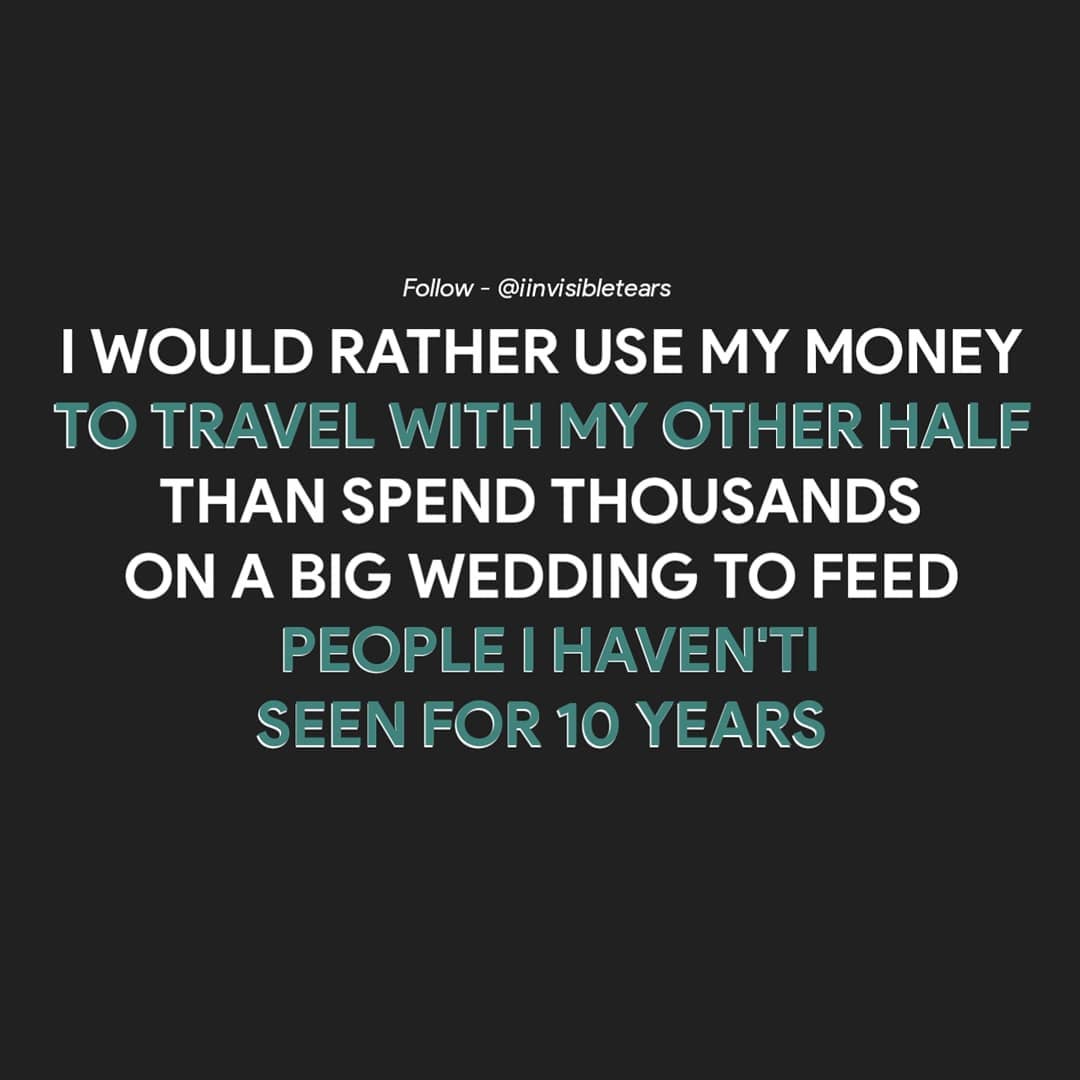 Follow - @iinvisibletears
I WOULD RATHER USE MY MONEY
TO TRAVEL WITH MY OTHER HALF
THAN SPEND THOUSANDS
ON A BIG WEDDING TO FEED
PEOPLE I HAVEN'TI
SEEN FOR 10 YEARS